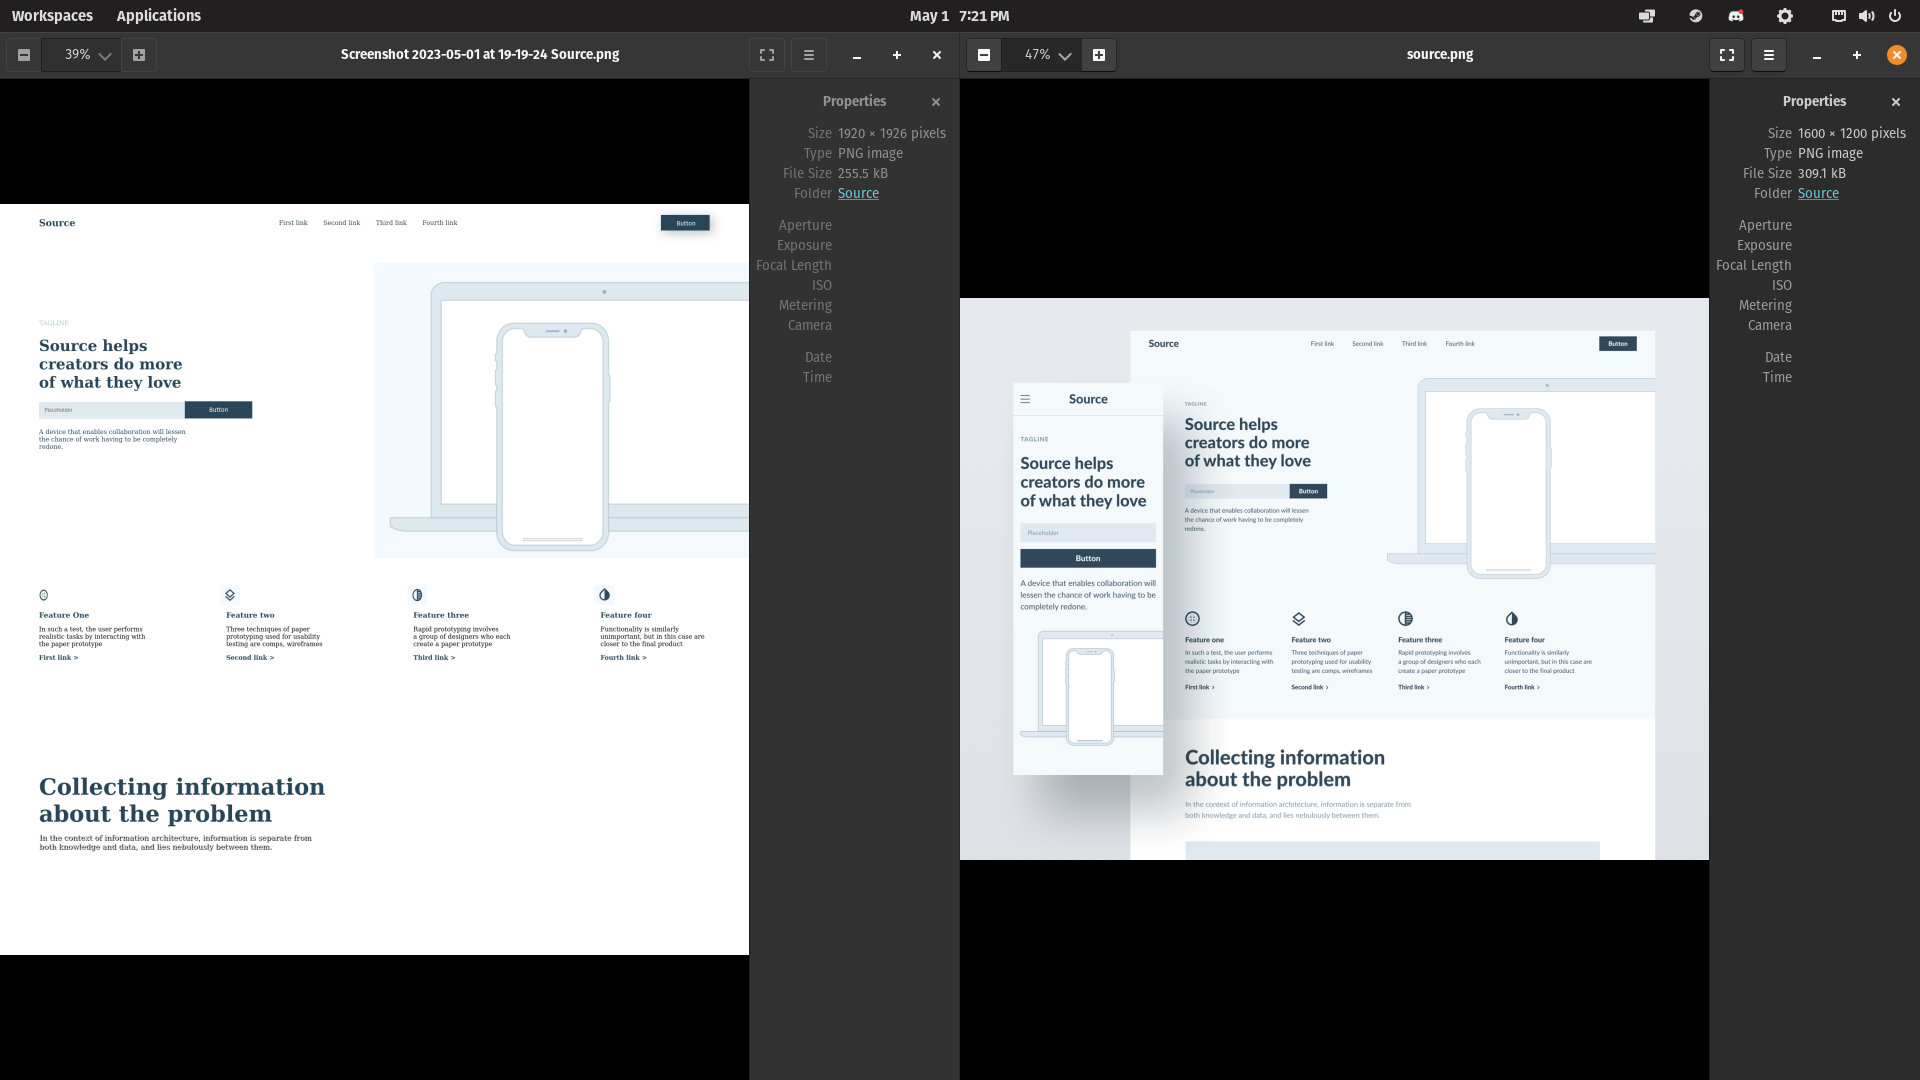 Workspaces Applications May 1 7:21 PM
39% Screenshot 2023-05-01 at 19-19-24 Source.png
Properties
Size 1920 × 1926 pixels
Type PNG image
File Size 255.5 kB
Folder Source
Aperture
Exposure
Focal Length
ISO
Metering
Camera
Date
Time
Source First link Second link Third link Fourth link Button
TAGLINE
Source helps
creators do more
of what they love
Placeholder Button
A device that enables collaboration will lessen
the chance of work having to be completely
redone.
Feature One
In such a test, the user performs
realistic tasks by interacting with
the paper prototype
First link >
Feature two
Three techniques of paper
prototyping used for usability
testing are comps, wireframes
Second link >
Feature three
Rapid prototyping involves
a group of designers who each
create a paper prototype
Third link >
Feature four
Functionality is similarly
unimportant, but in this case are
closer to the final product
Fourth link >
Collecting information
about the problem
In the context of information architecture, information is separate from
both knowledge and data, and lies nebulously between them.
47% source.png
Properties
Size 1600 × 1200 pixels
Type PNG image
File Size 309.1 kB
Folder Source
Aperture
Exposure
Focal Length
ISO
Metering
Camera
Date
Time
Source
TAGLINE
Source helps
creators do more
of what they love
Placeholder
Button
A device that enables collaboration will
lessen the chance of work having to be
completely redone.
Source First link Second link Third link Fourth link Button
TAGLINE
Source helps
creators do more
of what they love
Placeholder Button
A device that enables collaboration will lessen
the chance of work having to be completely
redone.
Feature one
In such a test, the user performs
realistic tasks by interacting with
the paper prototype
First link >
Feature two
Three techniques of paper
prototyping used for usability
testing are comps, wireframes
Second link >
Feature three
Rapid prototyping involves
a group of designers who each
create a paper prototype
Third link >
Feature four
Functionality is similarly
unimportant, but in this case are
closer to the final product
Fourth link >
Collecting information
about the problem
In the context of information architecture, information is separate from
both knowledge and data, and lies nebulously between them.